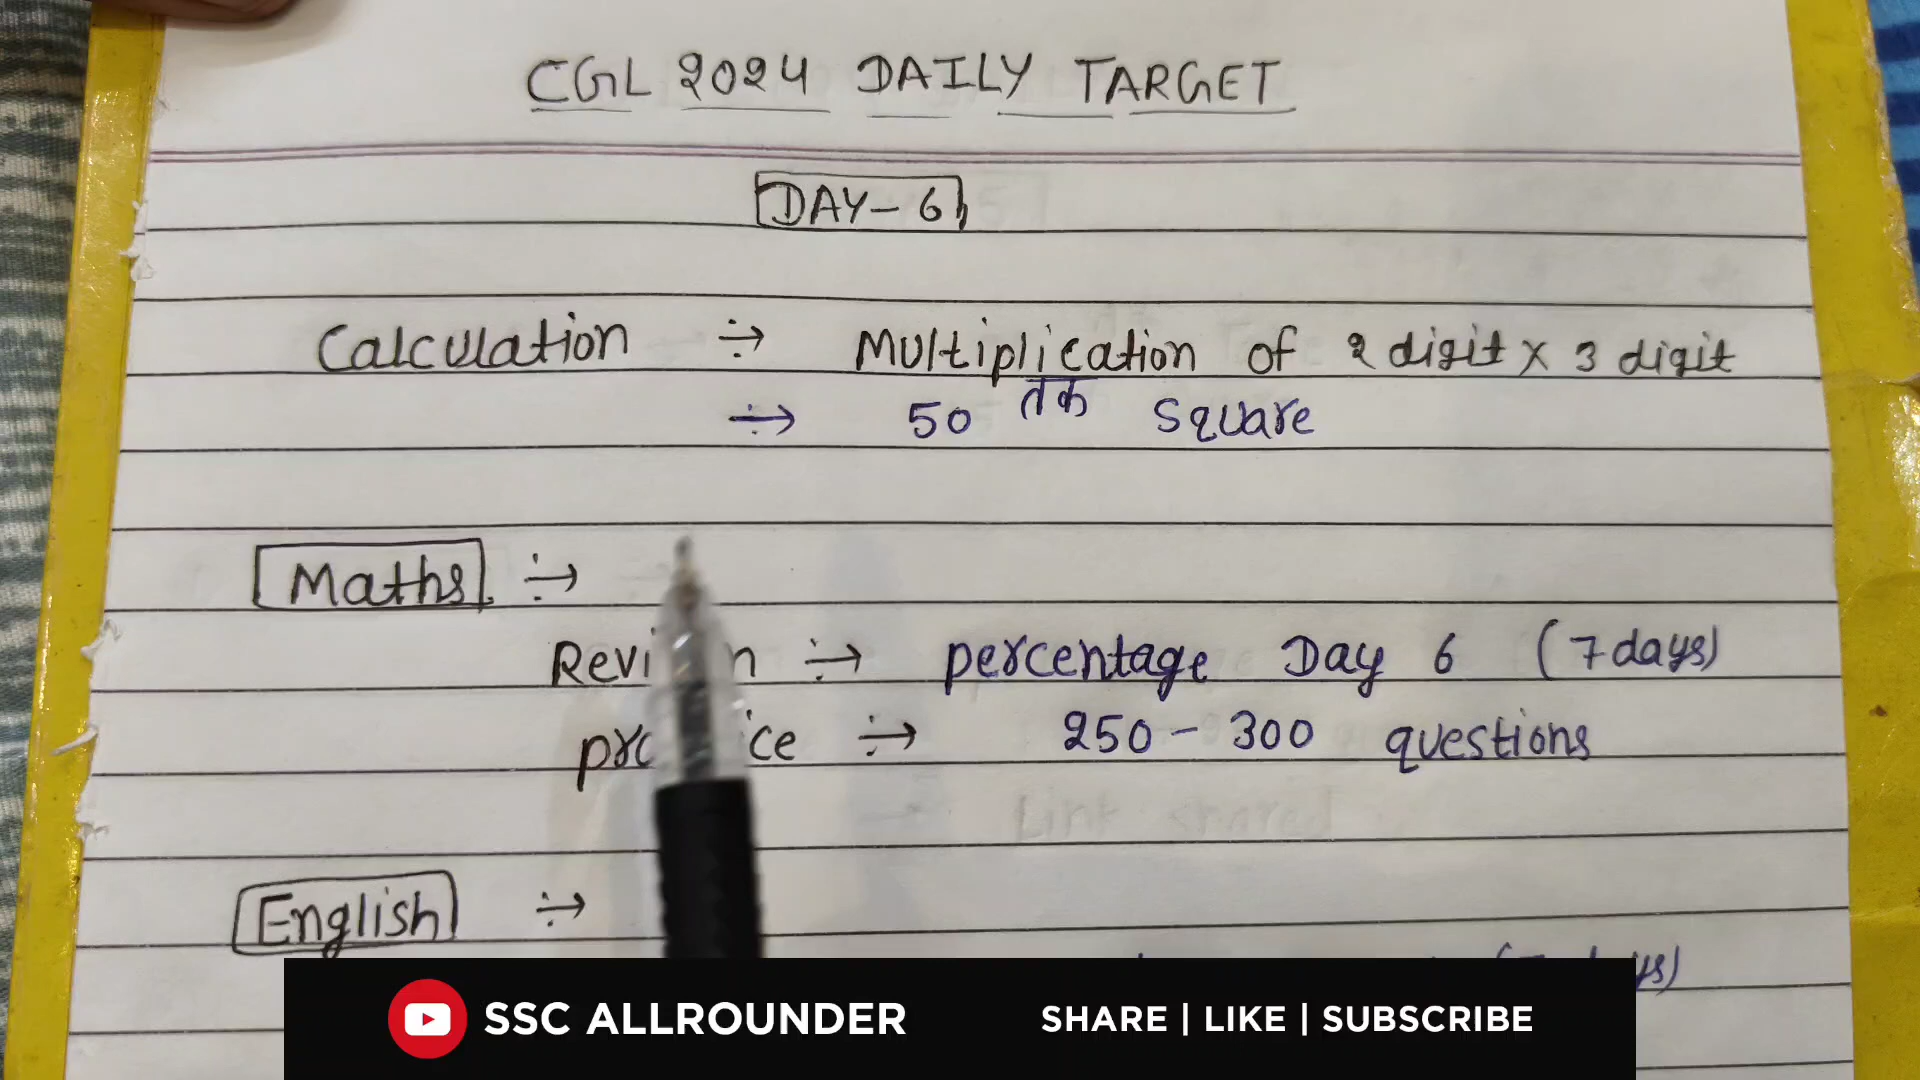 CGL 2024 DAILY TARGET
DAY-6
Calculation ÷→ Multiplication of 2 digit x 3 digit
÷→ 50 तक Square
Maths ÷→
÷→ percentage Day 6 (7 days)
÷→ 250 - 300 questions
English ÷→
SSC ALLROUNDER SHARE | LIKE | SUBSCRIBE